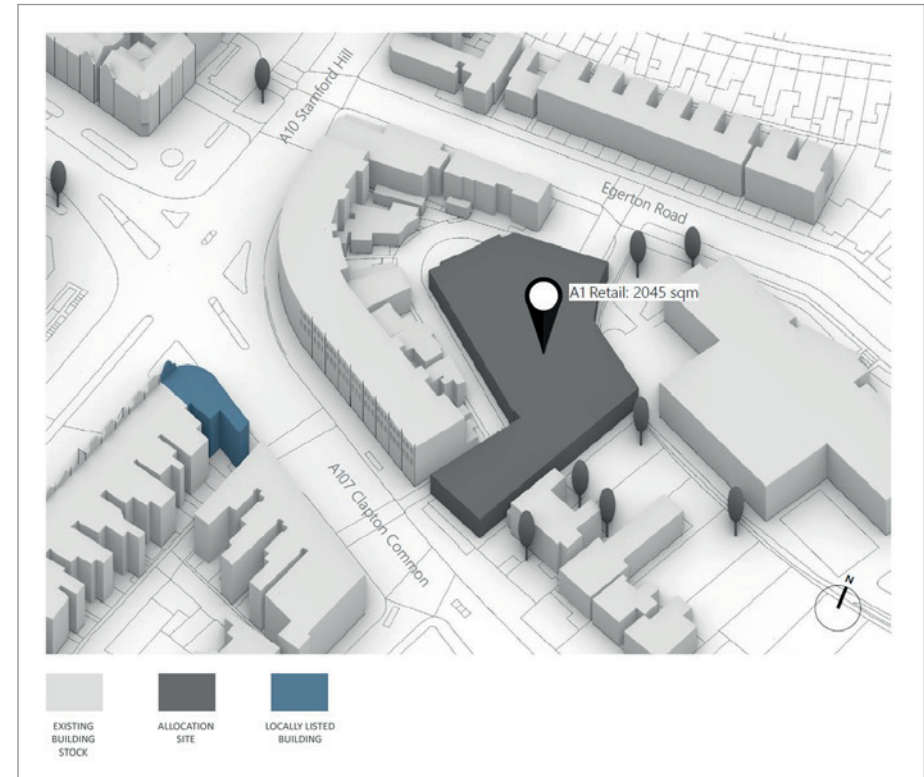 A10 Stamford Hill
Egerton Road
A1 Retail: 2045 sqm
A107 Clapton Common
N
EXISTING
BUILDING
STOCK
ALLOCATION
SITE
LOCALLY LISTED
BUILDING